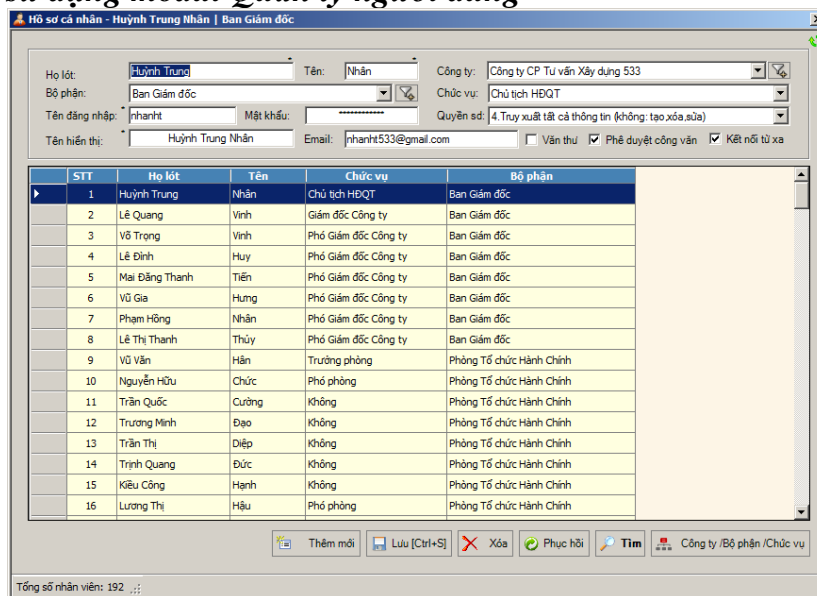 sử dụng modul Quản lý người dùng
Hồ sơ cá nhân - Huỳnh Trung Nhân | Ban Giám đốc
Họ lót: Huỳnh Trung Tên: Nhân Công ty: Công ty CP Tư vấn Xây dựng 533
Bộ phận: Ban Giám đốc Chức vụ: Chủ tịch HĐQT
Tên đăng nhập: nhanht Mật khẩu: ************ Quyền sd: 4.Truy xuất tất cả thông tin (không: tạo,xóa,sửa)
Tên hiển thị: Huỳnh Trung Nhân Email: nhanht533@gmail.com Văn thư Phê duyệt công văn Kết nối từ xa
STT Họ lót Tên Chức vụ Bộ phận
1 Huỳnh Trung Nhân Chủ tịch HĐQT Ban Giám đốc
2 Lê Quang Vinh Giám đốc Công ty Ban Giám đốc
3 Võ Trọng Vinh Phó Giám đốc Công ty Ban Giám đốc
4 Lê Đình Huy Phó Giám đốc Công ty Ban Giám đốc
5 Mai Đăng Thanh Tiến Phó Giám đốc Công ty Ban Giám đốc
6 Vũ Gia Hưng Phó Giám đốc Công ty Ban Giám đốc
7 Phạm Hồng Nhân Phó Giám đốc Công ty Ban Giám đốc
8 Lê Thị Thanh Thủy Phó Giám đốc Công ty Ban Giám đốc
9 Vũ Văn Hân Trưởng phòng Phòng Tổ chức Hành Chính
10 Nguyễn Hữu Chức Phó phòng Phòng Tổ chức Hành Chính
11 Trần Quốc Cường Không Phòng Tổ chức Hành Chính
12 Trương Minh Đạo Không Phòng Tổ chức Hành Chính
13 Trần Thị Diệp Không Phòng Tổ chức Hành Chính
14 Trịnh Quang Đức Không Phòng Tổ chức Hành Chính
15 Kiều Công Hạnh Không Phòng Tổ chức Hành Chính
16 Lương Thị Hậu Phó phòng Phòng Tổ chức Hành Chính
Thêm mới Lưu [Ctrl+S] Xóa Phục hồi Tìm Công ty /Bộ phận /Chức vụ
Tổng số nhân viên: 192